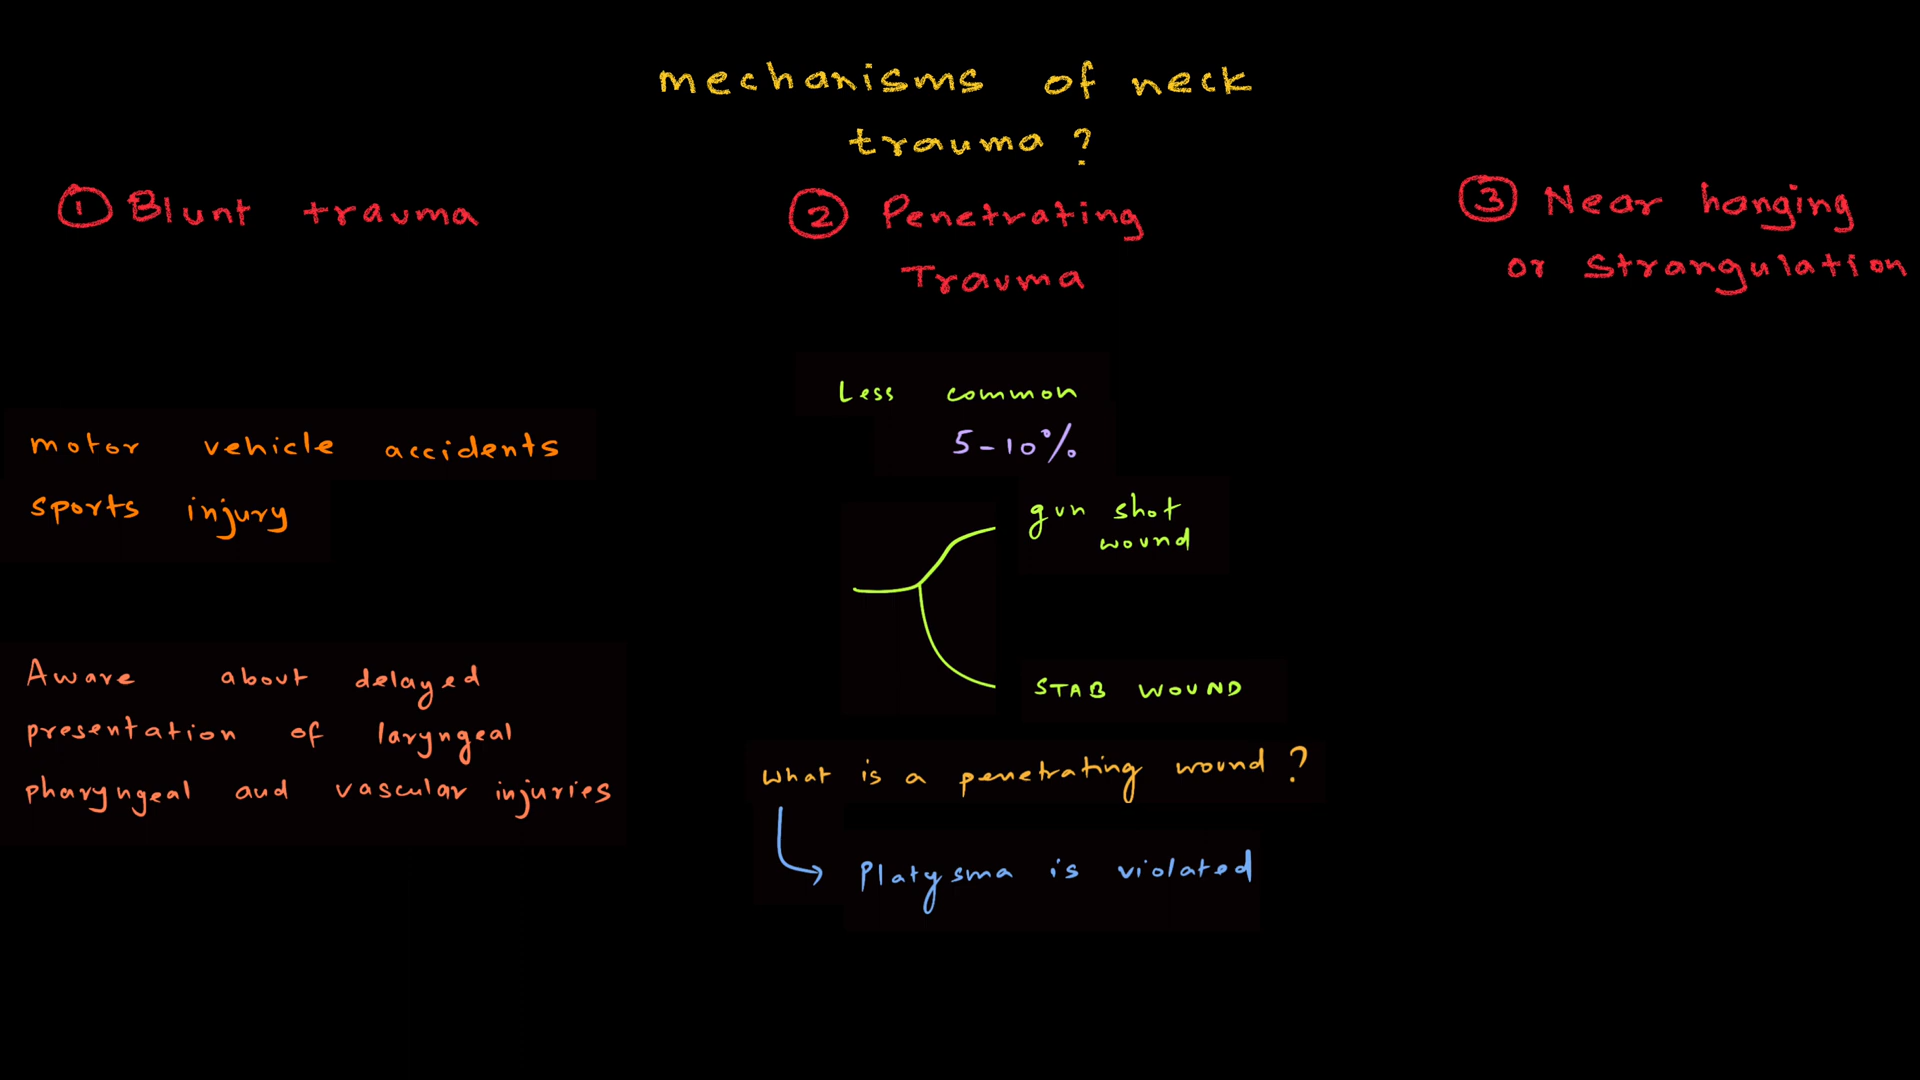 mechanisms of neck
trauma?
① Blunt trauma
motor vehicle accidents
sports injury
Aware about delayed
presentation of laryngeal
pharyngeal and vascular injuries
② Penetrating
Trauma
Less common
5-10%
gun shot
wound
STAB WOUND
What is a penetrating wound?
Platysma is violated
③ Near hanging
or strangulation